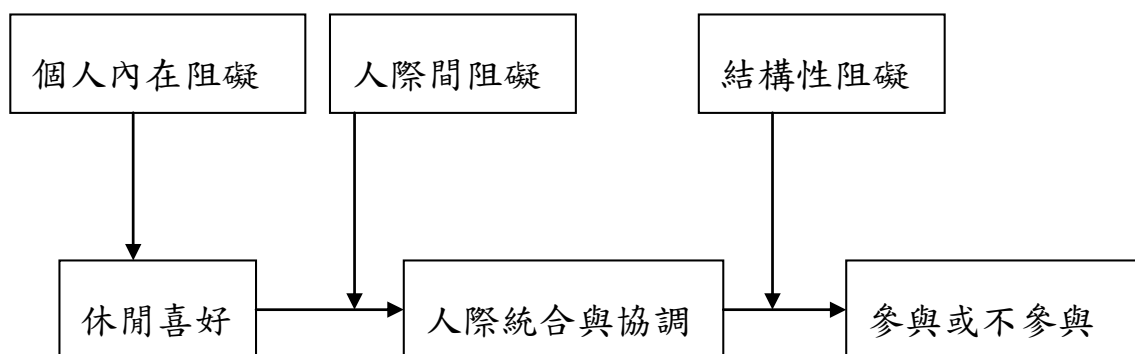 個人內在阻礙
人際間阻礙
結構性阻礙
休閒喜好
人際統合與協調
參與或不參與